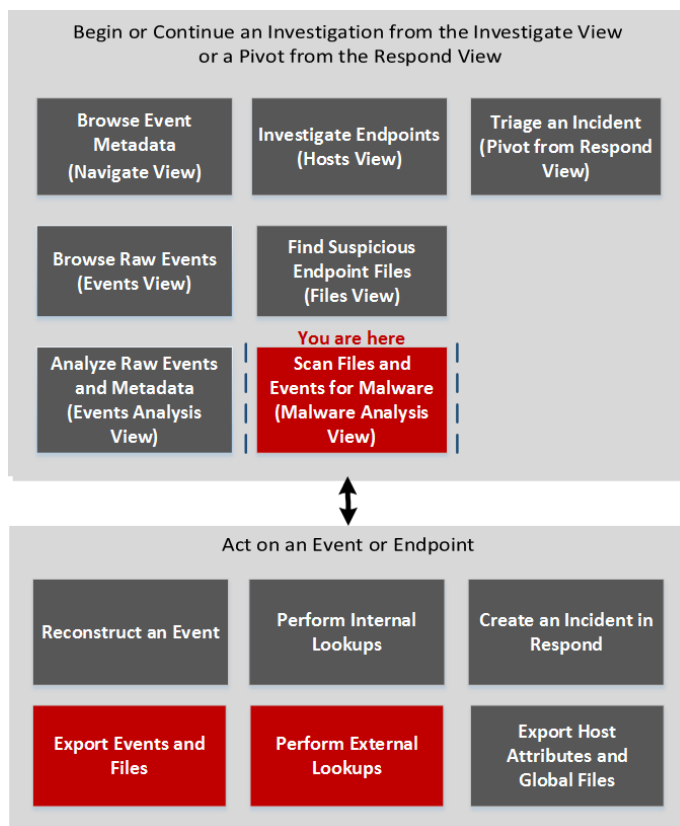 Begin or Continue an Investigation from the Investigate View
or a Pivot from the Respond View
Browse Event
Metadata
(Navigate View)
Investigate Endpoints
(Hosts View)
Triage an Incident
(Pivot from Respond
View)
Browse Raw Events
(Events View)
Find Suspicious
Endpoint Files
(Files View)
Analyze Raw Events
and Metadata
(Events Analysis
View)
You are here
Scan Files and
Events for Malware
(Malware Analysis
View)
Act on an Event or Endpoint
Reconstruct an Event
Perform Internal
Lookups
Create an Incident in
Respond
Export Events and
Files
Perform External
Lookups
Export Host
Attributes and
Global Files